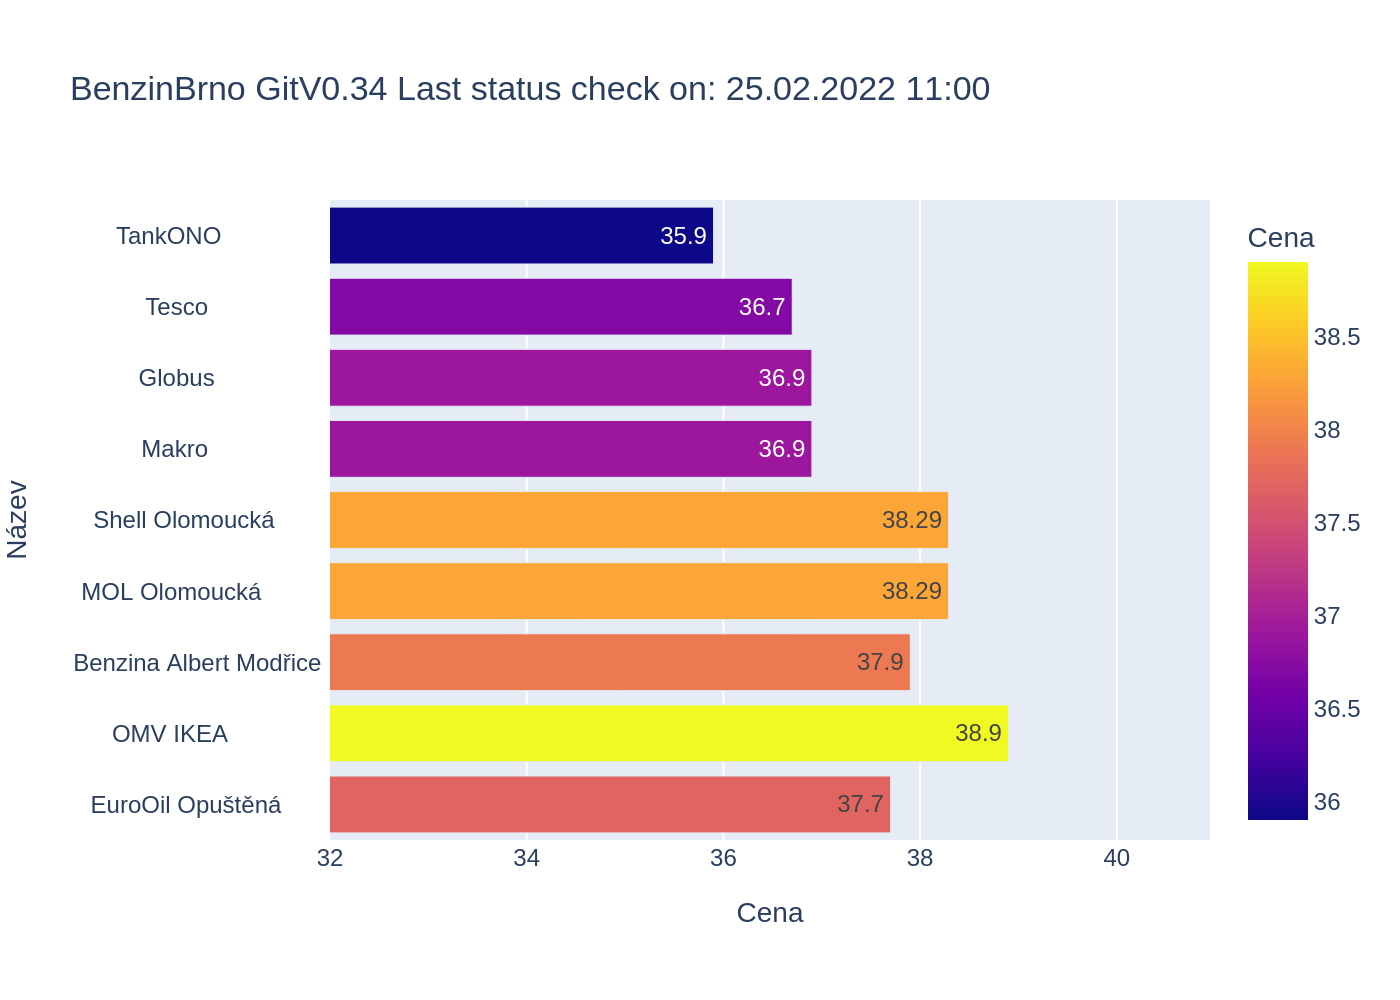 BenzinBrno GitV0.34 Last status check on: 25.02.2022 11:00
Název
TankONO 35.9
Tesco 36.7
Globus 36.9
Makro 36.9
Shell Olomoucká 38.29
MOL Olomoucká 38.29
Benzina Albert Modřice 37.9
OMV IKEA 38.9
EuroOil Opuštěná 37.7
32 34 36 38 40
Cena
Cena
38.5
38
37.5
37
36.5
36